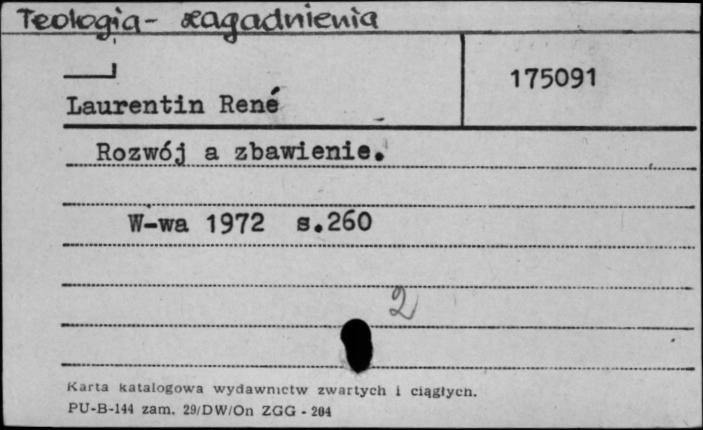 Teologia - zagadnienia
175091
Laurentin René
Rozwój a zbawienie.
W-wa 1972 s.260
2
Karta katalogowa wydawnictw zwartych i ciągłych.
PU-B-144 zam. 29/DW/On ZGG - 204